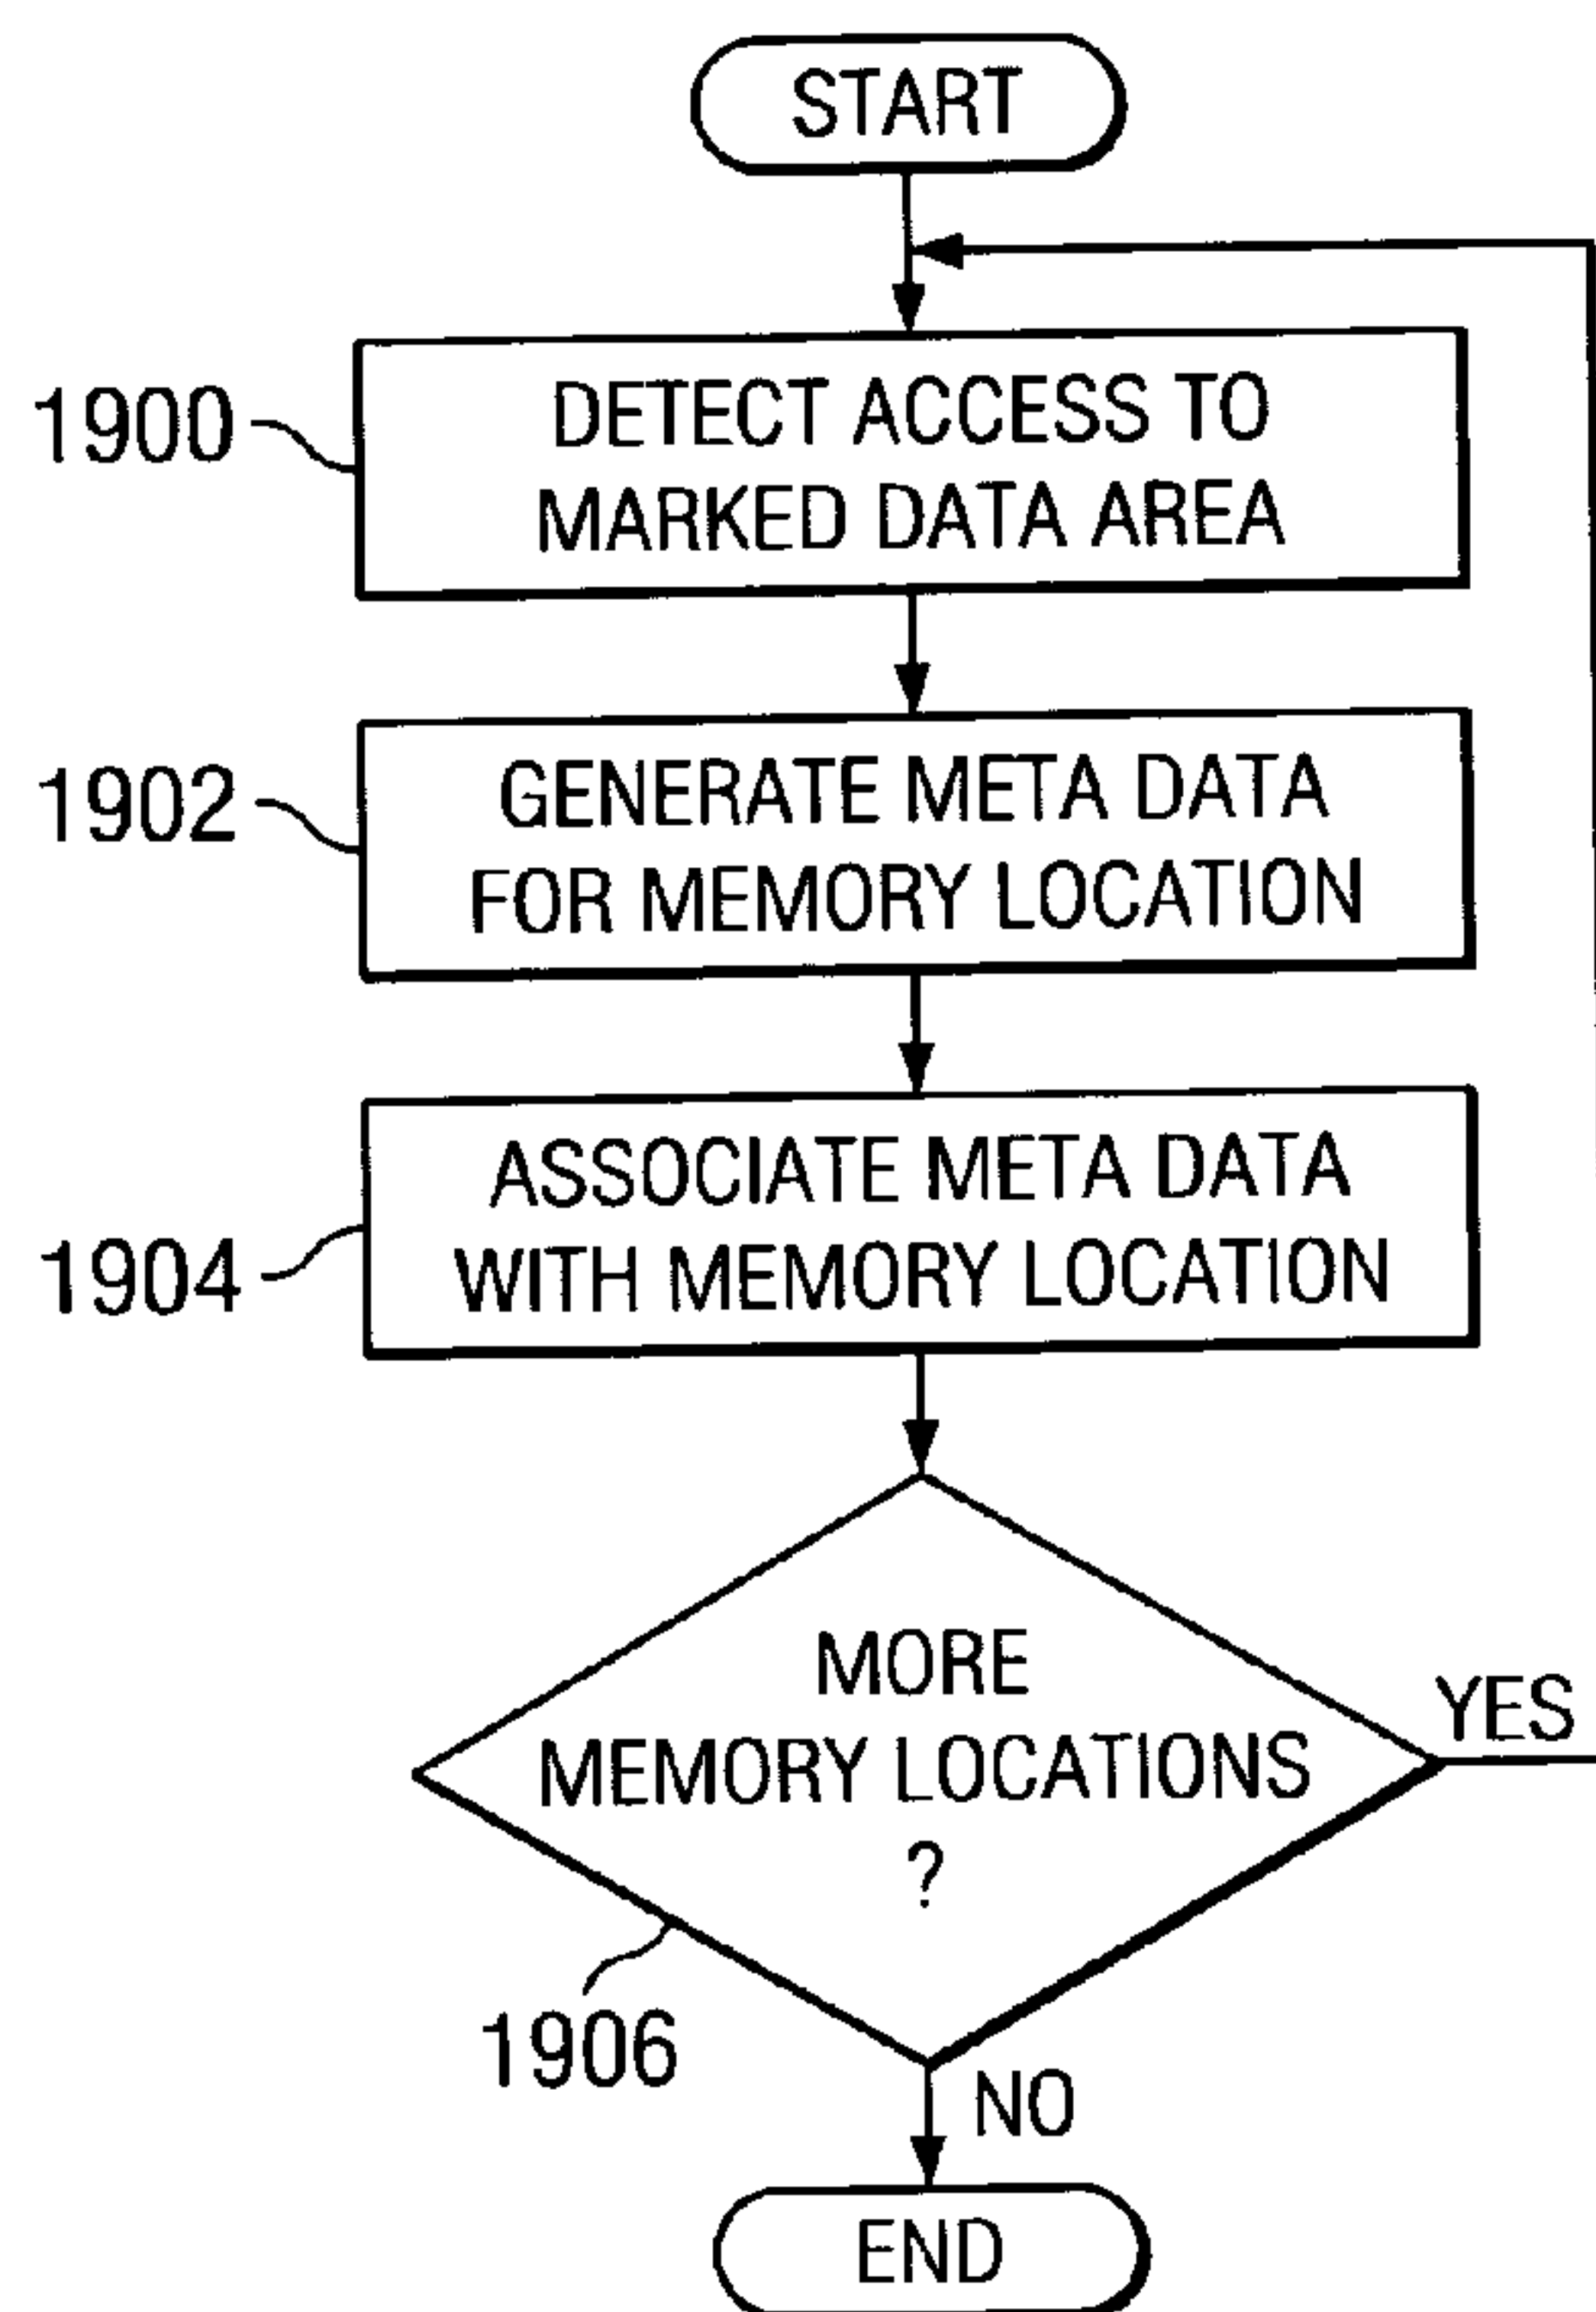 START
1900
DETECT ACCESS TO
MARKED DATA AREA
1902
GENERATE META DATA
FOR MEMORY LOCATION
1904
ASSOCIATE META DATA
WITH MEMORY LOCATION
MORE
MEMORY LOCATIONS
?
YES
1906
NO
END